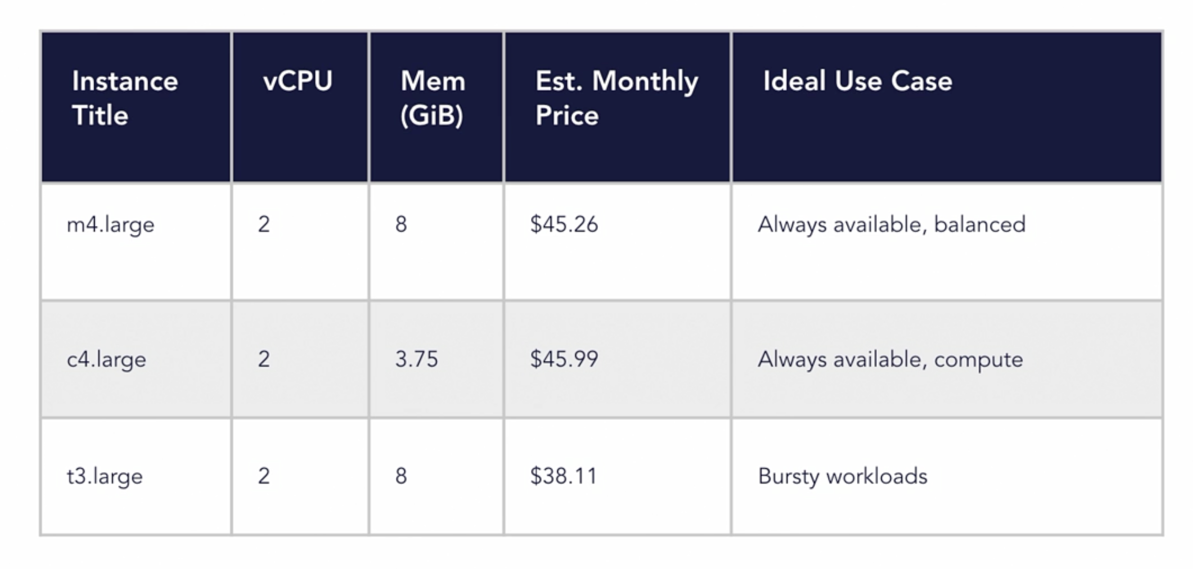 Instance Title vCPU Mem (GiB) Est. Monthly Price Ideal Use Case
m4.large 2 8 $45.26 Always available, balanced
c4.large 2 3.75 $45.99 Always available, compute
t3.large 2 8 $38.11 Bursty workloads